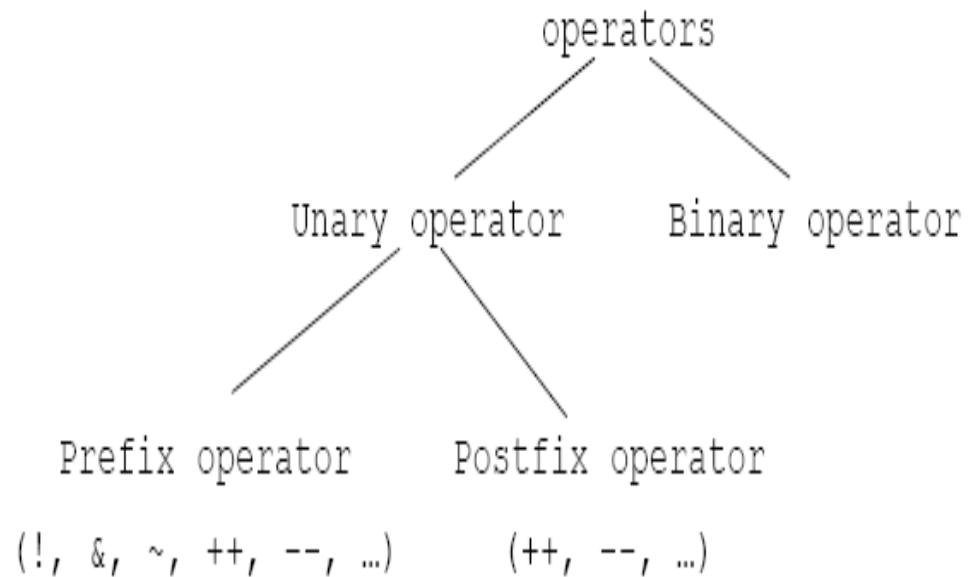 operators
Unary operator Binary operator
Prefix operator Postfix operator
(!, &, ~, ++, --, …) (++, --, …)